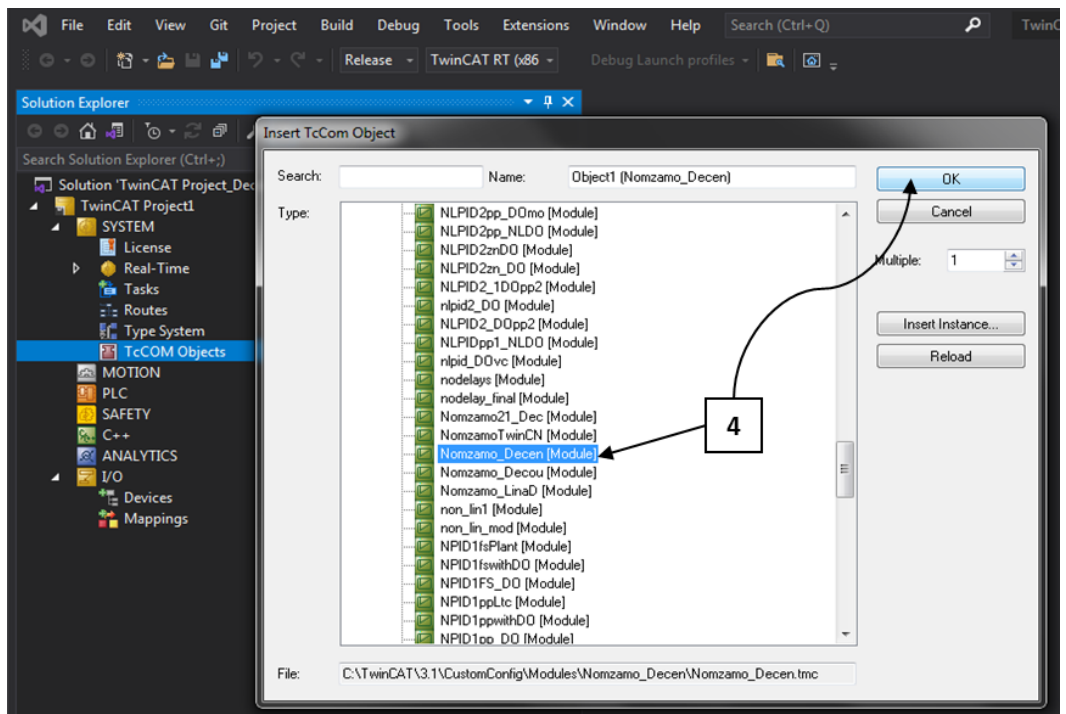 File Edit View Git Project Build Debug Tools Extensions Window Help Search (Ctrl+Q) TwinC
Release TwinCAT RT (x86 Debug Launch profiles
Solution Explorer
Search Solution Explorer (Ctrl+;)
Solution 'TwinCAT Project_Dec
TwinCAT Project1
SYSTEM
License
Real-Time
Tasks
Routes
Type System
TcCOM Objects
MOTION
PLC
SAFETY
C++
ANALYTICS
I/O
Devices
Mappings
Insert TcCom Object
Search: Name: Object1 (Nomzamo_Decen) OK
Type: Cancel
Multiple: 1
Insert Instance...
Reload
NLPID2pp_DOmo [Module]
NLPID2pp_NLDO [Module]
NLPID2znDO [Module]
NLPID2zn_DO [Module]
NLPID2_1DOpp2 [Module]
nlpid2_DO [Module]
NLPID2_DOpp2 [Module]
NLPIDpp1_NLDO [Module]
nlpid_DOvc [Module]
nodelays [Module]
nodelay_final [Module]
Nomzamo21_Dec [Module]
NomzamoTwinCN [Module]
Nomzamo_Decen [Module]
Nomzamo_Decou [Module]
Nomzamo_LinaD [Module]
non_lin1 [Module]
non_lin_mod [Module]
NPID1fsPlant [Module]
NPID1fswithDO [Module]
NPID1FS_DO [Module]
NPID1ppLtc [Module]
NPID1ppwithDO [Module]
NPID1pp_DO [Module]
4
File: C:\TwinCAT\3.1\CustomConfig\Modules\Nomzamo_Decen\Nomzamo_Decen.tmc